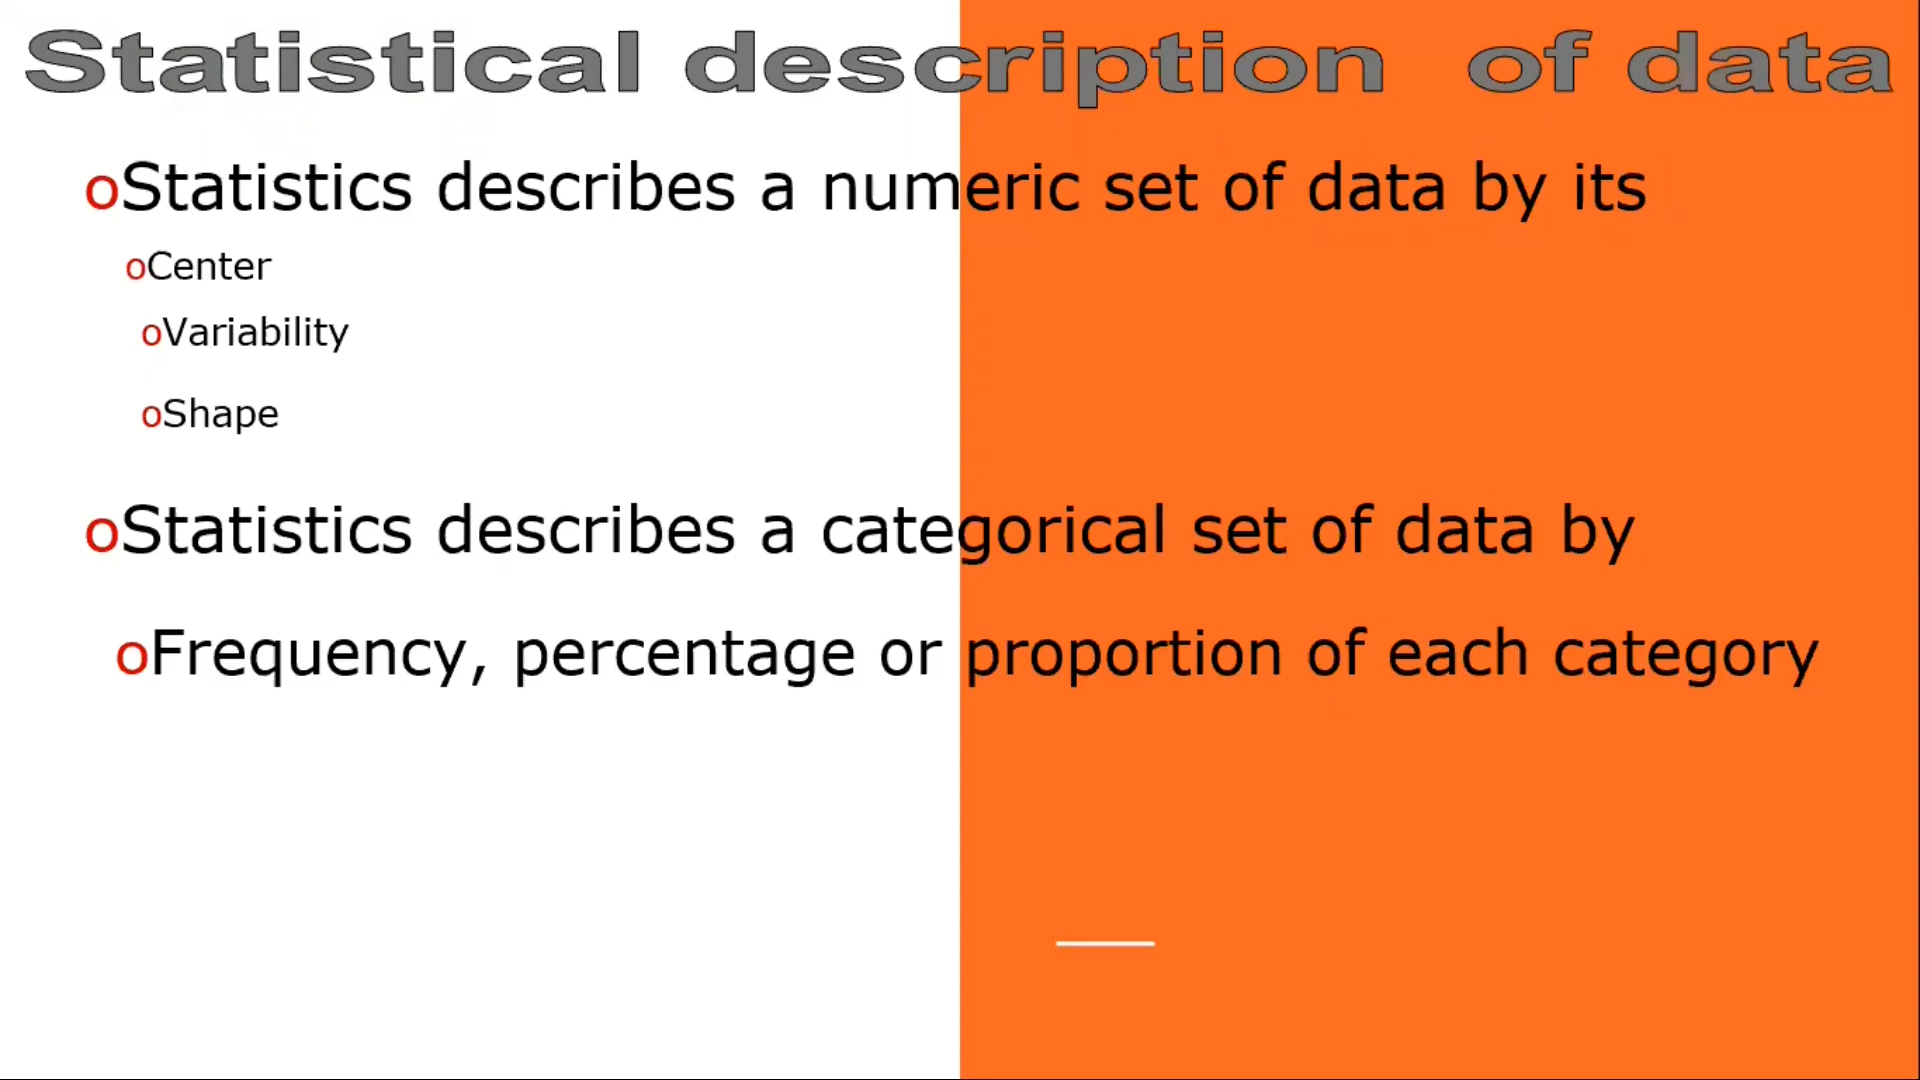 Statistical description of data
oStatistics describes a numeric set of data by its
oCenter
oVariability
oShape
oStatistics describes a categorical set of data by
oFrequency, percentage or proportion of each category